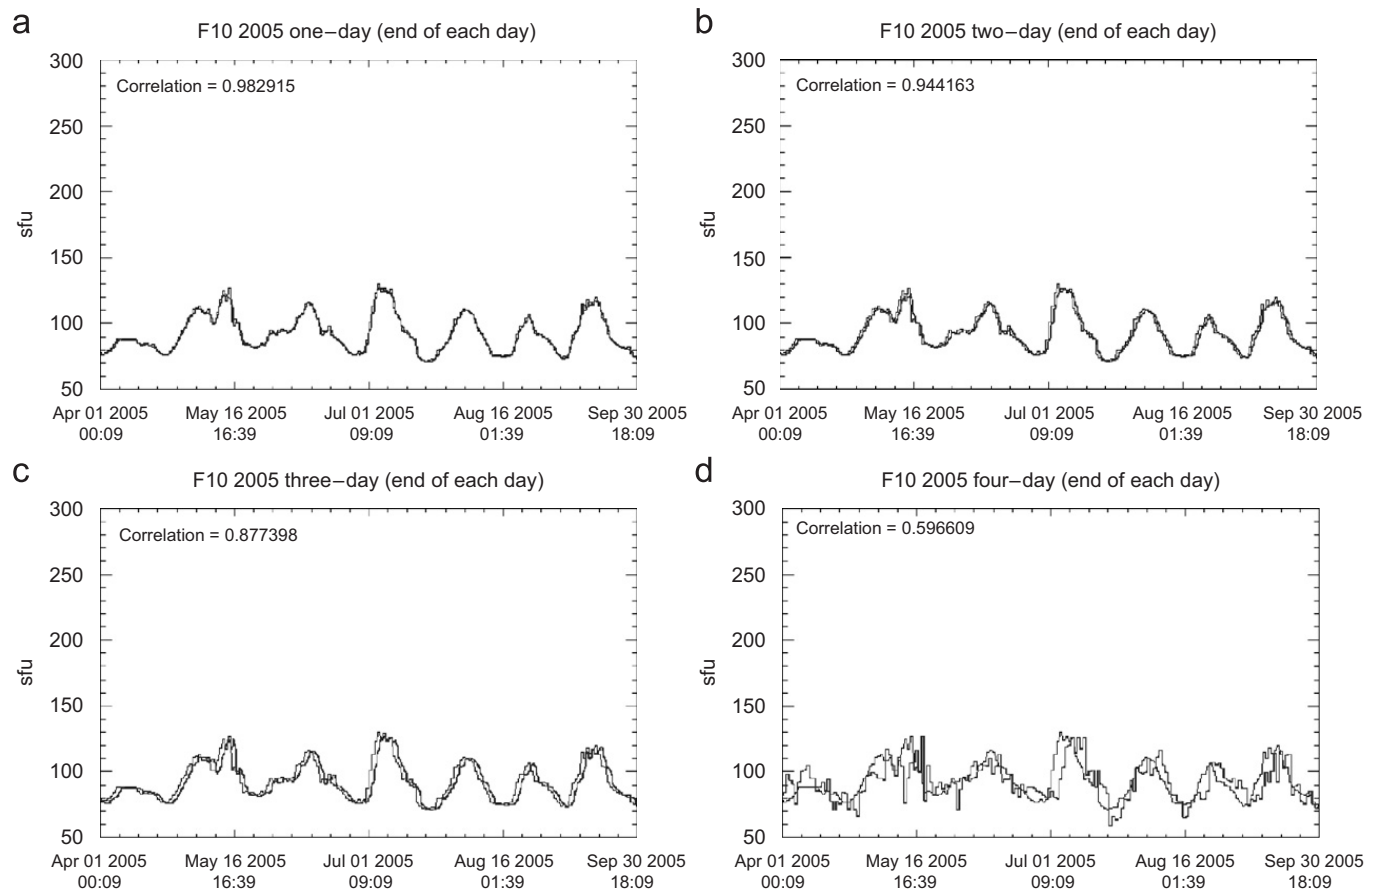 a
F10 2005 one−day (end of each day)
Correlation = 0.982915
300
250
200
150
100
50
sfu
Apr 01 2005 May 16 2005 Jul 01 2005 Aug 16 2005 Sep 30 2005
00:09 16:39 09:09 01:39 18:09
b
F10 2005 two−day (end of each day)
Correlation = 0.944163
300
250
200
150
100
50
sfu
Apr 01 2005 May 16 2005 Jul 01 2005 Aug 16 2005 Sep 30 2005
00:09 16:39 09:09 01:39 18:09
c
F10 2005 three−day (end of each day)
Correlation = 0.877398
300
250
200
150
100
50
sfu
Apr 01 2005 May 16 2005 Jul 01 2005 Aug 16 2005 Sep 30 2005
00:09 16:39 09:09 01:39 18:09
d
F10 2005 four−day (end of each day)
Correlation = 0.596609
300
250
200
150
100
50
sfu
Apr 01 2005 May 16 2005 Jul 01 2005 Aug 16 2005 Sep 30 2005
00:09 16:39 09:09 01:39 18:09